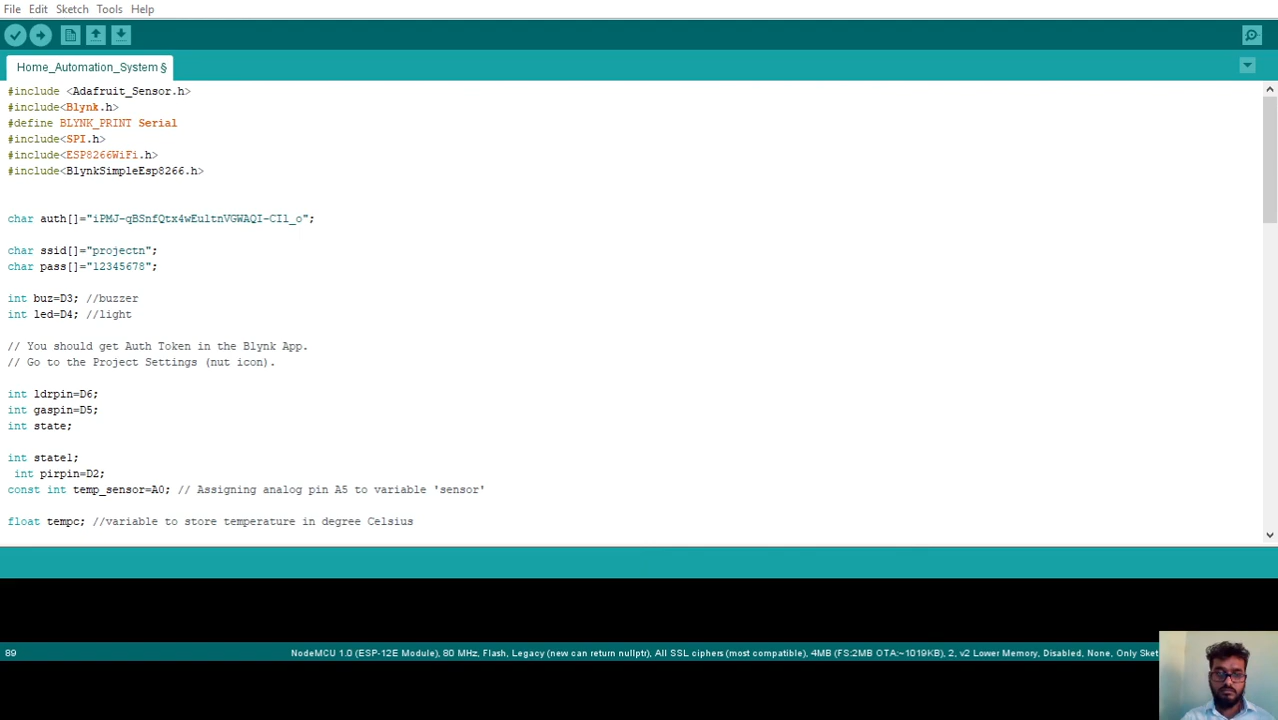 File Edit Sketch Tools Help
Home_Automation_System §
#include <Adafruit_Sensor.h>
#include<Blynk.h>
#define BLYNK_PRINT Serial
#include<SPI.h>
#include<ESP8266WiFi.h>
#include<BlynkSimpleEsp8266.h>
char auth[]="iPMJ-qBSnfQtx4wEultnVGWAQI-CIl_o";
char ssid[]="projectn";
char pass[]="12345678";
int buz=D3; //buzzer
int led=D4; //light
// You should get Auth Token in the Blynk App.
// Go to the Project Settings (nut icon).
int ldrpin=D6;
int gaspin=D5;
int state;
int state1;
int pirpin=D2;
const int temp_sensor=A0; // Assigning analog pin A5 to variable 'sensor'
float tempc; //variable to store temperature in degree Celsius
89 NodeMCU 1.0 (ESP-12E Module), 80 MHz, Flash, Legacy (new can return nullptr), All SSL ciphers (most compatible), 4MB (FS:2MB OTA:~1019KB), 2, v2 Lower Memory, Disabled, None, Only Sket